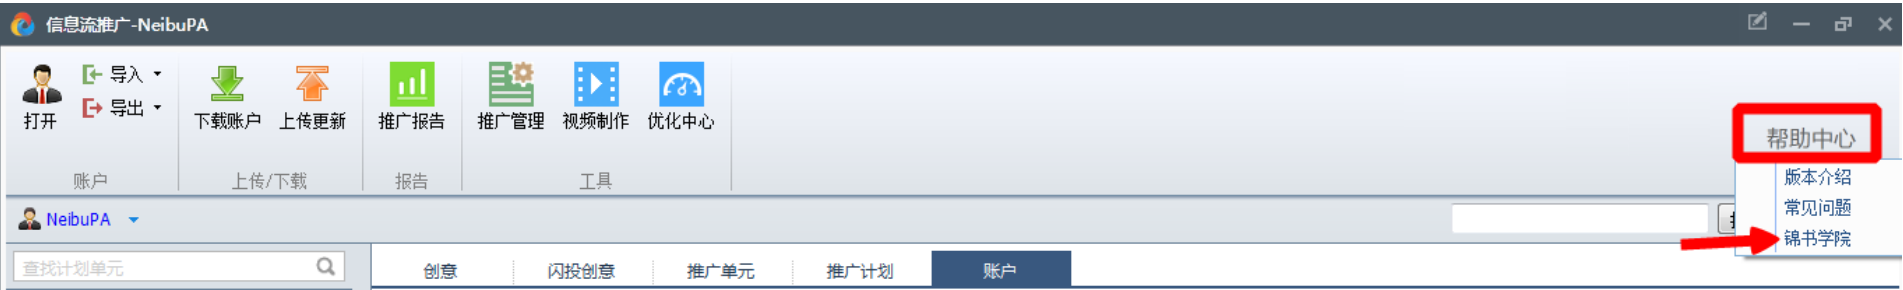 信息流推广-NeibuPA
打开
导入
导出
下载账户
上传更新
推广报告
推广管理
视频制作
优化中心
帮助中心
账户
上传/下载
报告
工具
版本介绍
常见问题
锦书学院
NeibuPA
查找计划单元
创意
闪投创意
推广单元
推广计划
账户